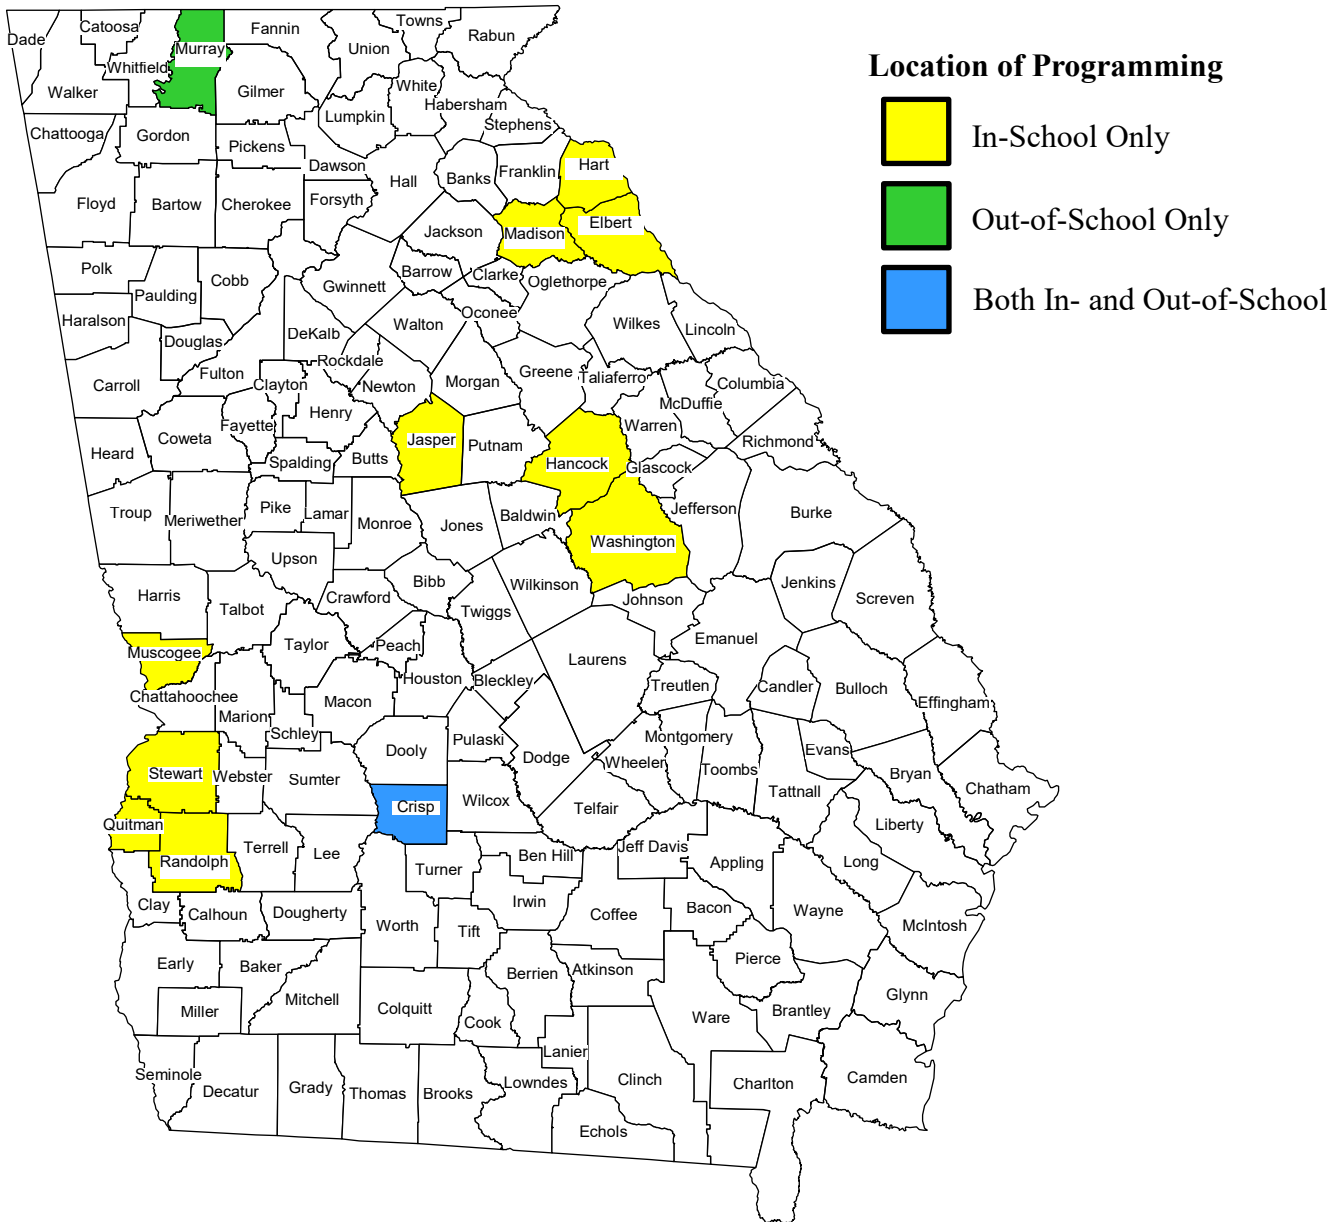 Location of Programming
In-School Only
Out-of-School Only
Both In- and Out-of-School
Dade
Catoosa
Murray
Fannin
Towns
Union
Rabun
Whitfield
Walker
Gilmer
White
Habersham
Lumpkin
Stephens
Chattooga
Gordon
Pickens
Dawson
Hall
Banks
Franklin
Hart
Floyd
Bartow
Cherokee
Forsyth
Jackson
Madison
Elbert
Polk
Cobb
Paulding
Gwinnett
Barrow
Clarke
Oglethorpe
Haralson
Douglas
DeKalb
Walton
Oconee
Wilkes
Lincoln
Rockdale
Fulton
Carroll
Clayton
Newton
Morgan
Greene
Taliaferro
Columbia
McDuffie
Henry
Fayette
Coweta
Heard
Spalding
Butts
Jasper
Putnam
Hancock
Warren
Glascock
Richmond
Troup
Meriwether
Pike
Lamar
Monroe
Jones
Baldwin
Washington
Jefferson
Burke
Upson
Harris
Talbot
Crawford
Bibb
Twiggs
Wilkinson
Johnson
Jenkins
Screven
Emanuel
Muscogee
Taylor
Peach
Laurens
Chattahoochee
Marion
Schley
Macon
Houston
Bleckley
Treutlen
Candler
Bulloch
Effingham
Stewart
Webster
Sumter
Dooly
Pulaski
Dodge
Wheeler
Montgomery
Toombs
Evans
Tattnall
Bryan
Chatham
Quitman
Crisp
Wilcox
Telfair
Liberty
Randolph
Terrell
Lee
Turner
Ben Hill
Jeff Davis
Appling
Long
Clay
Calhoun
Dougherty
Worth
Tift
Irwin
Coffee
Bacon
Wayne
McIntosh
Early
Baker
Mitchell
Miller
Berrien
Atkinson
Pierce
Colquitt
Cook
Ware
Brantley
Glynn
Seminole
Decatur
Grady
Thomas
Brooks
Lanier
Lowndes
Clinch
Charlton
Camden
Echols